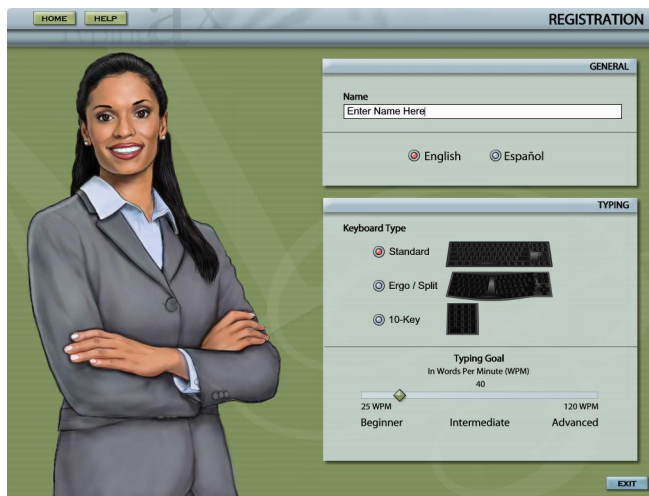 HOME HELP
REGISTRATION
GENERAL
Name
Enter Name Here
English Español
TYPING
Keyboard Type
Standard
Ergo / Split
10-Key
Typing Goal
In Words Per Minute (WPM)
40
25 WPM 120 WPM
Beginner Intermediate Advanced
EXIT